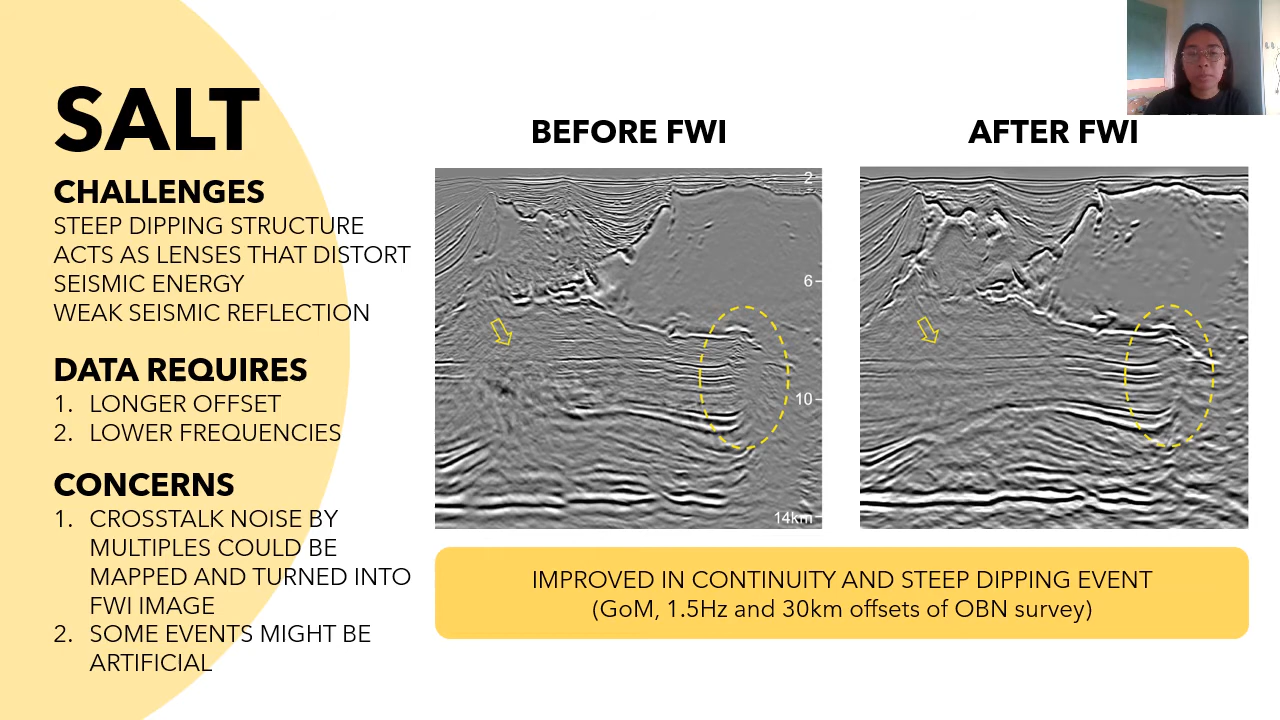 SALT
CHALLENGES
STEEP DIPPING STRUCTURE
ACTS AS LENSES THAT DISTORT
SEISMIC ENERGY
WEAK SEISMIC REFLECTION
DATA REQUIRES
1. LONGER OFFSET
2. LOWER FREQUENCIES
CONCERNS
1. CROSSTALK NOISE BY
MULTIPLES COULD BE
MAPPED AND TURNED INTO
FWI IMAGE
2. SOME EVENTS MIGHT BE
ARTIFICIAL
BEFORE FWI
2
6
10
14km
AFTER FWI
IMPROVED IN CONTINUITY AND STEEP DIPPING EVENT
(GoM, 1.5Hz and 30km offsets of OBN survey)